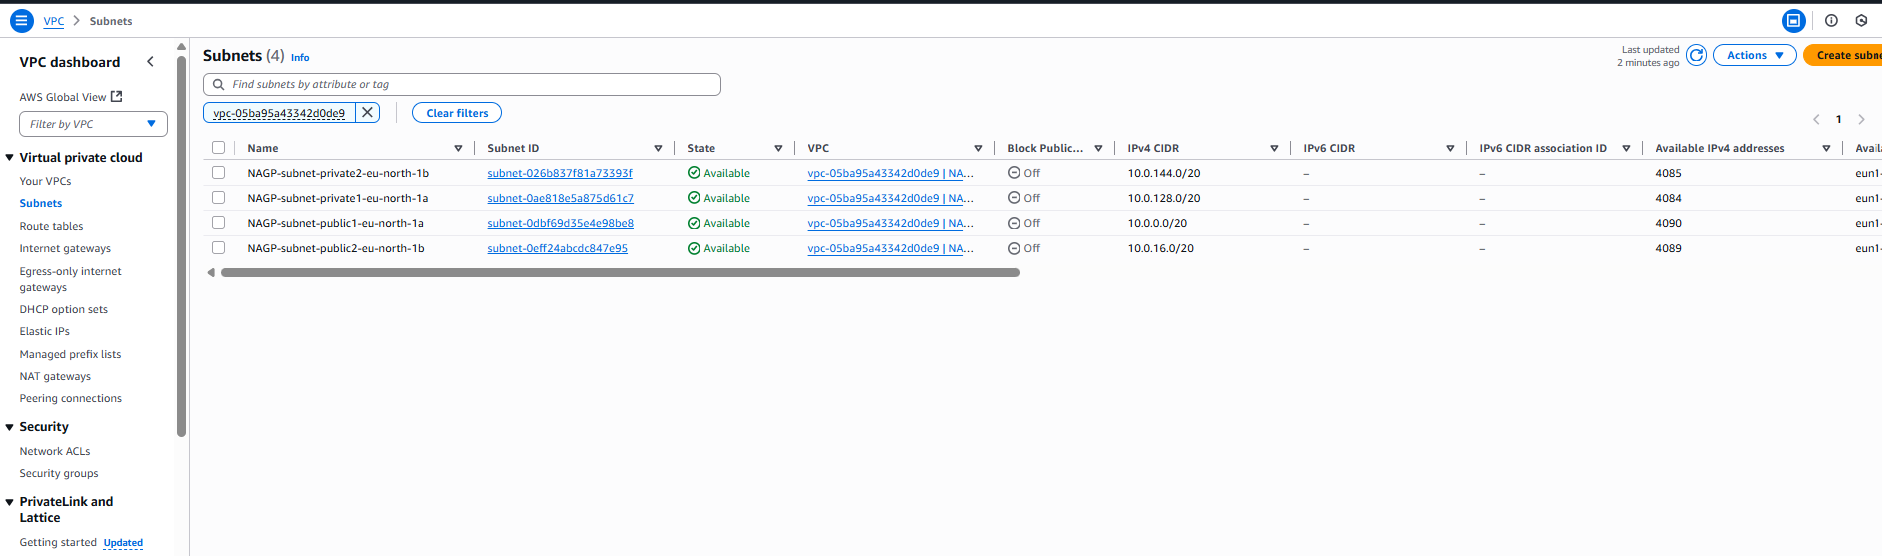 VPC > Subnets
VPC dashboard
AWS Global View
Filter by VPC
Virtual private cloud
Your VPCs
Subnets
Route tables
Internet gateways
Egress-only internet
gateways
DHCP option sets
Elastic IPs
Managed prefix lists
NAT gateways
Peering connections
Security
Network ACLs
Security groups
PrivateLink and
Lattice
Getting started Updated
Subnets (4) Info
Last updated
2 minutes ago
Actions
Create subne
Find subnets by attribute or tag
vpc-05ba95a43342d0de9
Clear filters
1
Name Subnet ID State VPC Block Public... IPv4 CIDR IPv6 CIDR IPv6 CIDR association ID Available IPv4 addresses Avail
NAGP-subnet-private2-eu-north-1b subnet-026b837f81a73393f Available vpc-05ba95a43342d0de9 | NA... Off 10.0.144.0/20 – – 4085 eun1-
NAGP-subnet-private1-eu-north-1a subnet-0ae818e5a875d61c7 Available vpc-05ba95a43342d0de9 | NA... Off 10.0.128.0/20 – – 4084 eun1-
NAGP-subnet-public1-eu-north-1a subnet-0dbf69d35e4e98be8 Available vpc-05ba95a43342d0de9 | NA... Off 10.0.0.0/20 – – 4090 eun1-
NAGP-subnet-public2-eu-north-1b subnet-0eff24abcdc847e95 Available vpc-05ba95a43342d0de9 | NA... Off 10.0.16.0/20 – – 4089 eun1-